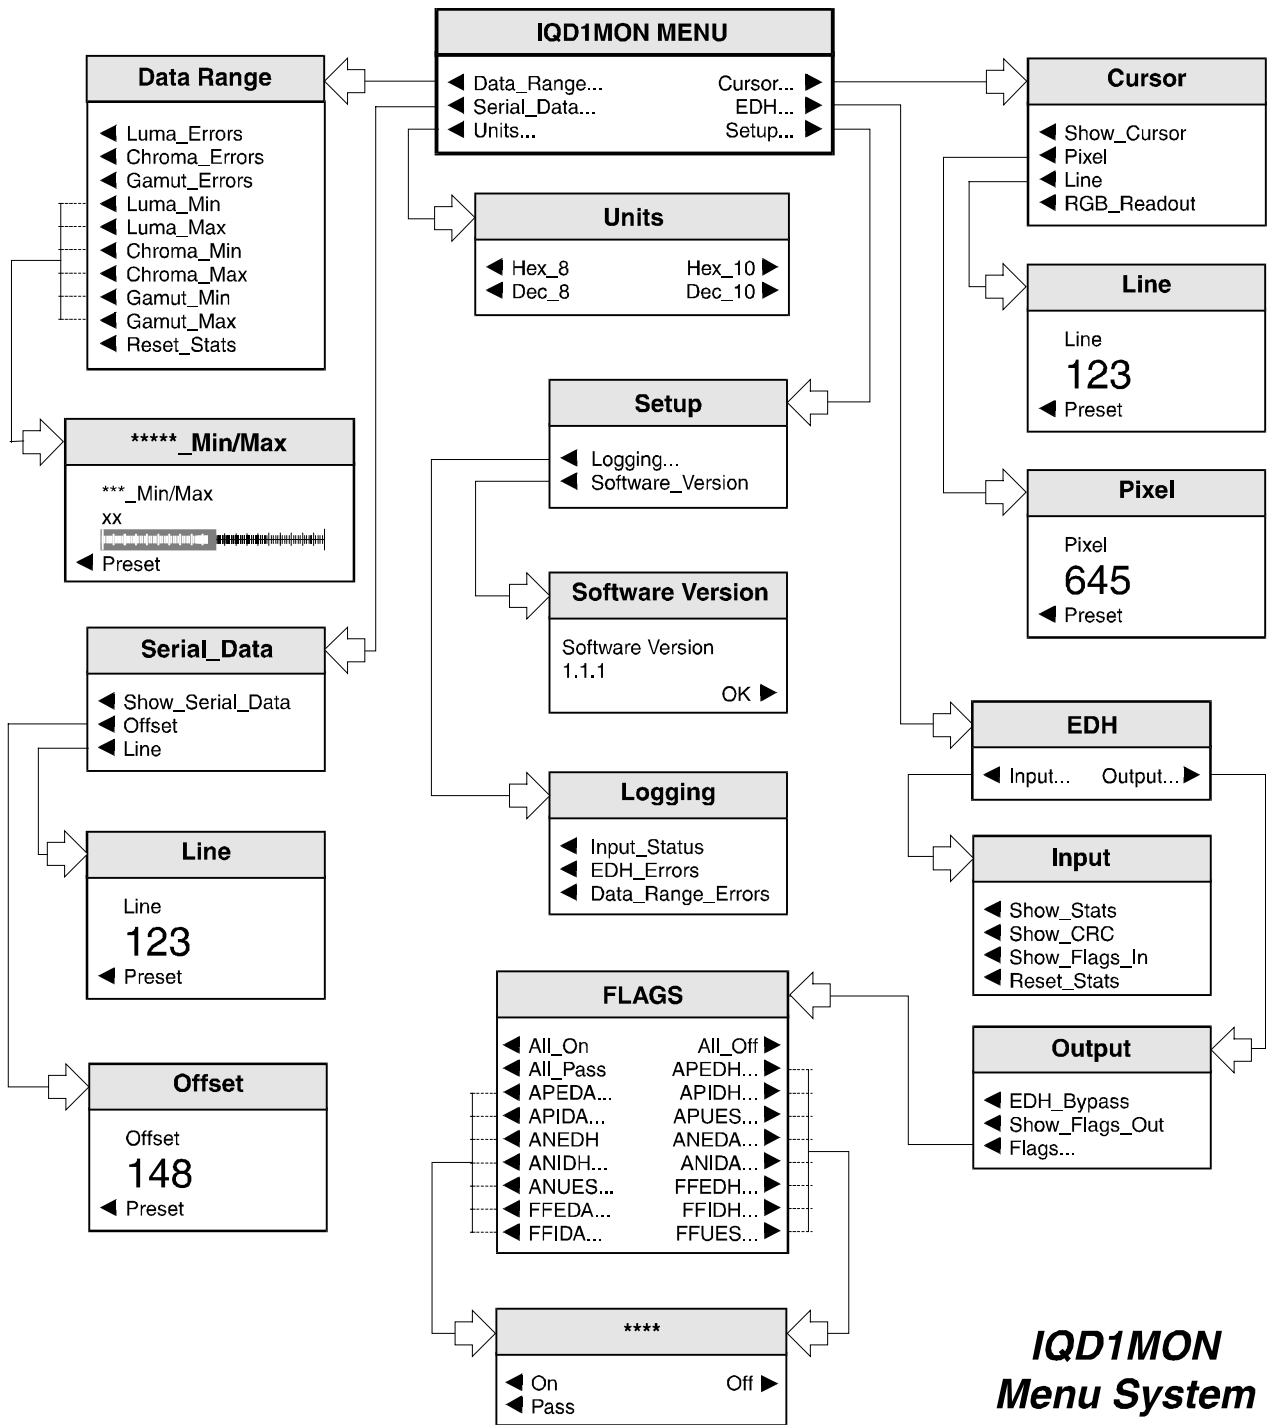 IQD1MON MENU
Data_Range... Cursor...
Serial_Data... EDH...
Units... Setup...
Data Range
Luma_Errors
Chroma_Errors
Gamut_Errors
Luma_Min
Luma_Max
Chroma_Min
Chroma_Max
Gamut_Min
Gamut_Max
Reset_Stats
Cursor
Show_Cursor
Pixel
Line
RGB_Readout
Units
Hex_8 Hex_10
Dec_8 Dec_10
Line
Line
123
Preset
Setup
Logging...
Software_Version
*****_Min/Max
***_Min/Max
xx
Preset
Pixel
Pixel
645
Preset
Software Version
Software Version
1.1.1
OK
Serial_Data
Show_Serial_Data
Offset
Line
EDH
Input... Output...
Logging
Input_Status
EDH_Errors
Data_Range_Errors
Line
Line
123
Preset
Input
Show_Stats
Show_CRC
Show_Flags_In
Reset_Stats
FLAGS
All_On All_Off
All_Pass APEDH...
APEDA... APIDH...
APIDA... APUES...
ANEDH ANEDA...
ANIDH... ANIDA...
ANUES... FFEDH...
FFEDA... FFIDH...
FFIDA... FFUES...
Output
EDH_Bypass
Show_Flags_Out
Flags...
Offset
Offset
148
Preset
****
On Off
Pass
IQD1MON
Menu System